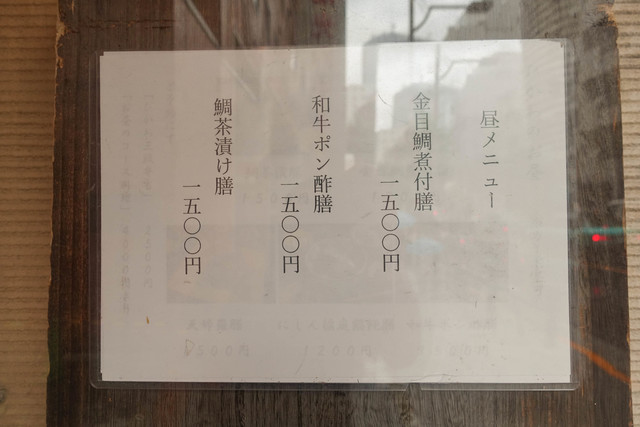 昼メニュー
金目鯛煮付膳
一五〇〇円
和牛ポン酢膳
一五〇〇円
鯛茶漬け膳
一五〇〇円